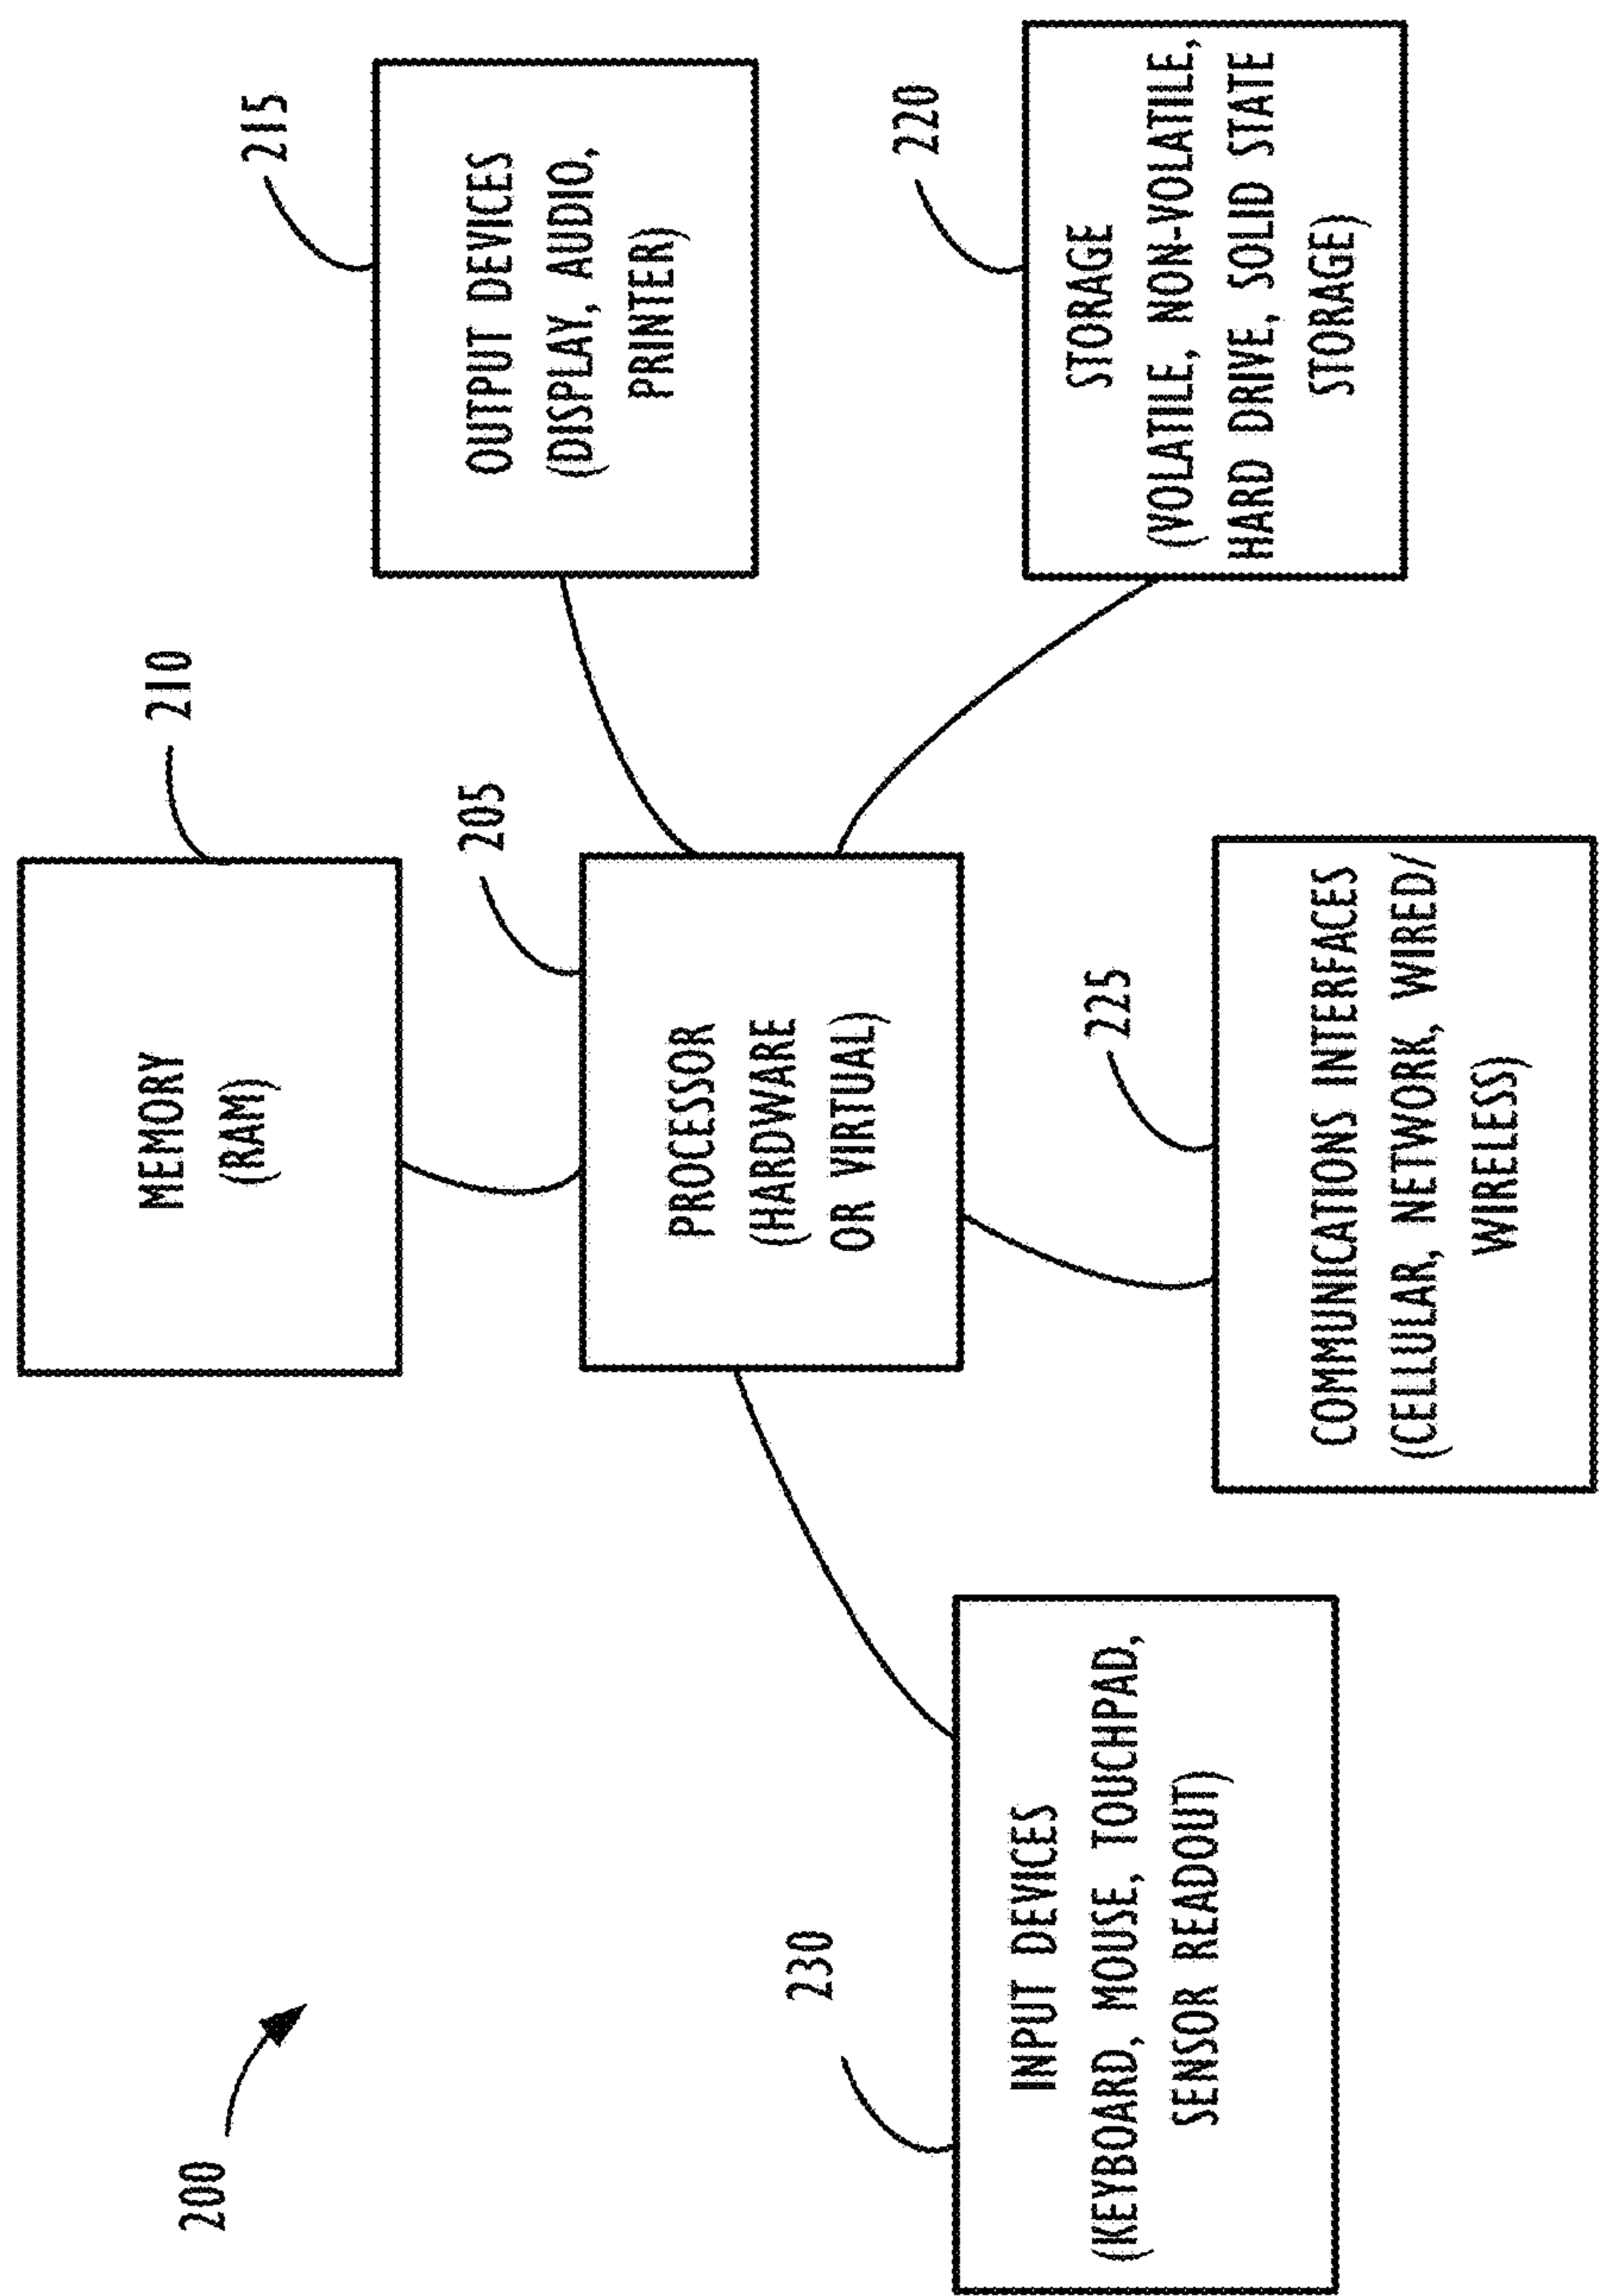 200
210
MEMORY
(RAM)
215
OUTPUT DEVICES
(DISPLAY, AUDIO,
PRINTER)
205
PROCESSOR
(HARDWARE
OR VIRTUAL)
230
INPUT DEVICES
(KEYBOARD, MOUSE, TOUCHPAD,
SENSOR READOUT)
225
COMMUNICATIONS INTERFACES
(CELLULAR, NETWORK, WIRED/
WIRELESS)
220
STORAGE
(VOLATILE, NON-VOLATILE,
HARD DRIVE, SOLID STATE
STORAGE)